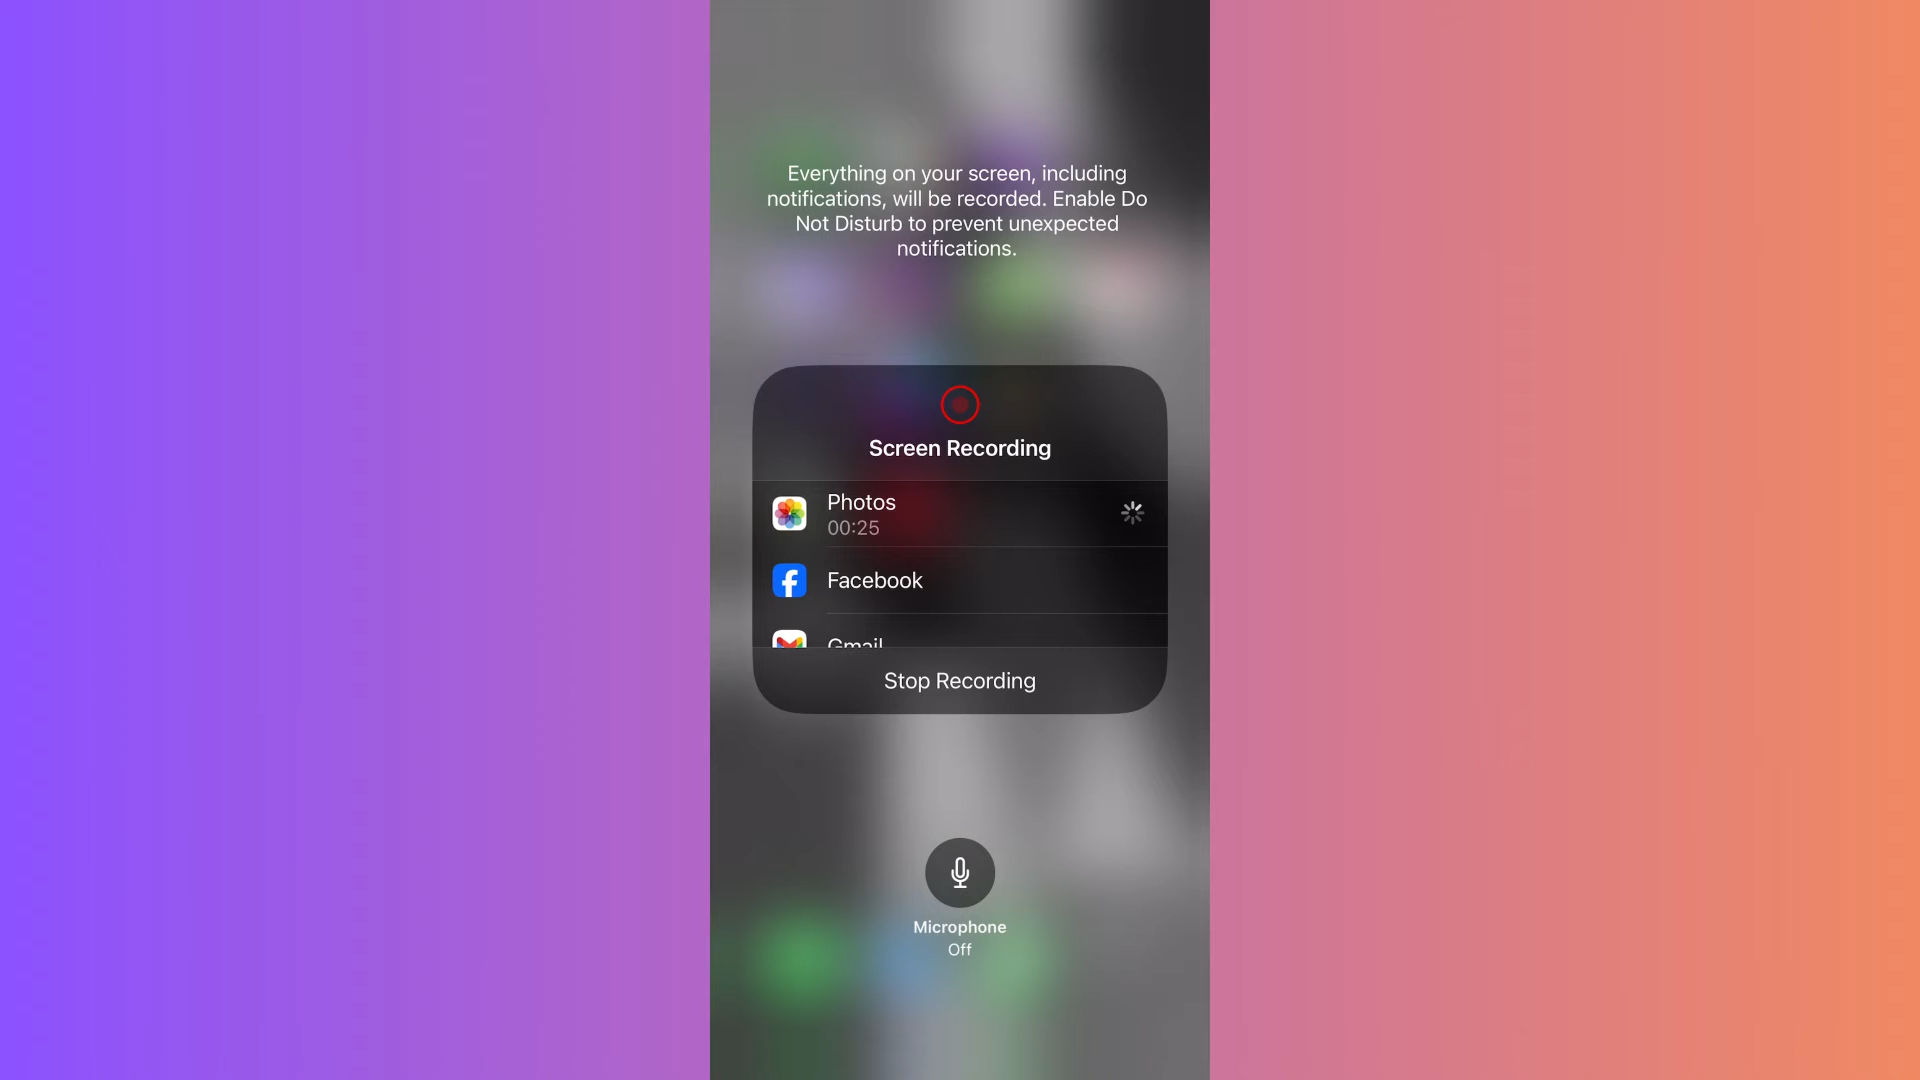 Everything on your screen, including
notifications, will be recorded. Enable Do
Not Disturb to prevent unexpected
notifications.
Screen Recording
Photos
00:25
Facebook
Gmail
Stop Recording
Microphone
Off